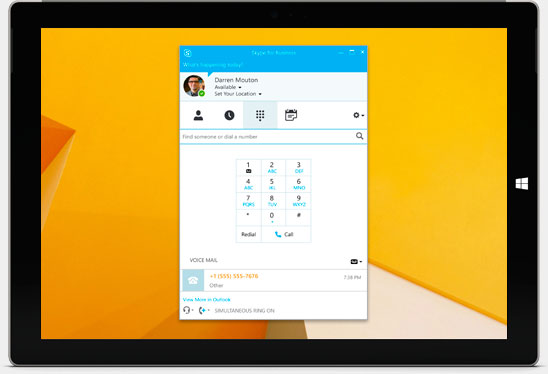 Skype for Business
What's happening today?
Darren Mouton
Available
Set Your Location
Find someone or dial a number
1 2 ABC 3 DEF
4 GHI 5 JKL 6 MNO
7 PQRS 8 TUV 9 WXYZ
* 0 + #
Redial Call
VOICE MAIL
+1 (555) 555-7676 7:28 PM
Other
View More in Outlook
SIMULTANEOUS RING ON